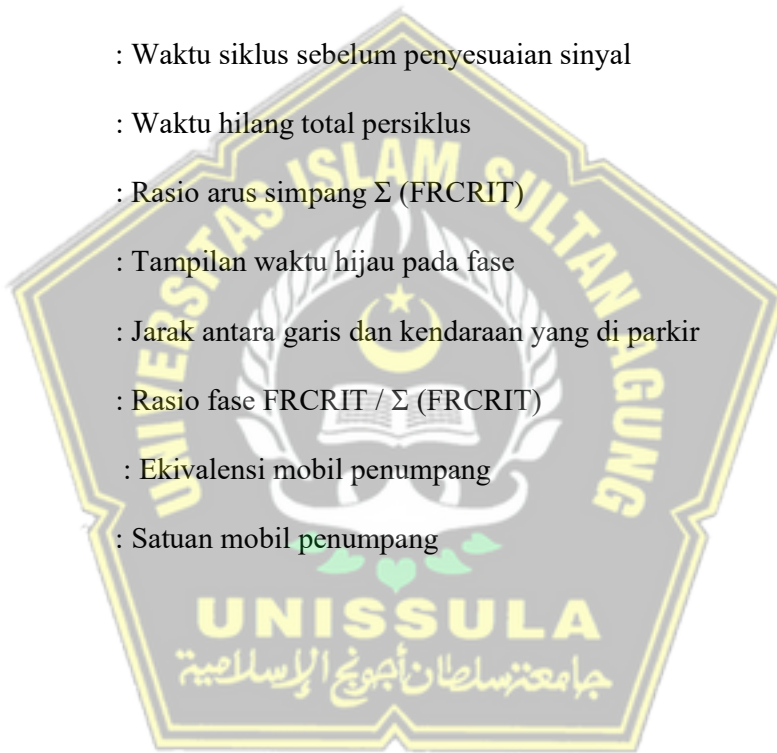 : Waktu siklus sebelum penyesuaian sinyal
: Waktu hilang total persiklus
: Rasio arus simpang Σ (FRCRIT)
: Tampilan waktu hijau pada fase
: Jarak antara garis dan kendaraan yang di parkir
: Rasio fase FRCRIT / Σ (FRCRIT)
: Ekivalensi mobil penumpang
: Satuan mobil penumpang
UNIVERSITAS ISLAM SULTAN AGUNG
UNISSULA
جامعة سلطان أجونج الإسلامية